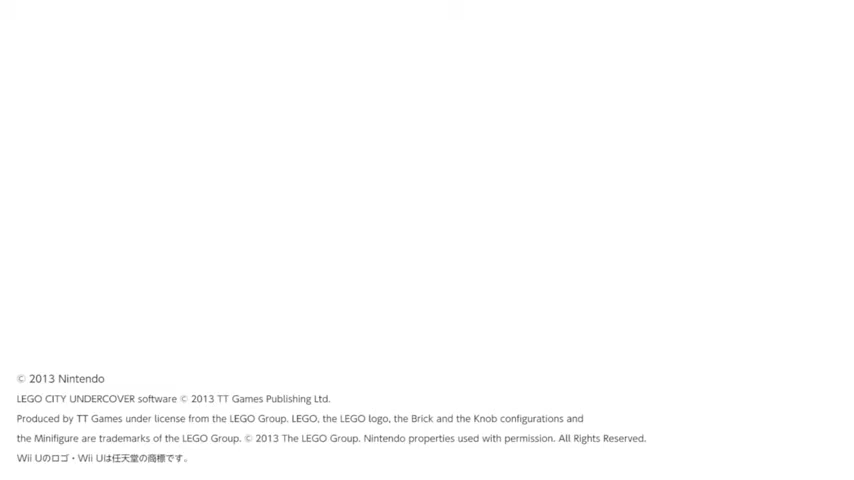 © 2013 Nintendo
LEGO CITY UNDERCOVER software © 2013 TT Games Publishing Ltd.
Produced by TT Games under license from the LEGO Group. LEGO, the LEGO logo, the Brick and the Knob configurations and
the Minifigure are trademarks of the LEGO Group. © 2013 The LEGO Group. Nintendo properties used with permission. All Rights Reserved.
Wii Uのロゴ・Wii Uは任天堂の商標です。